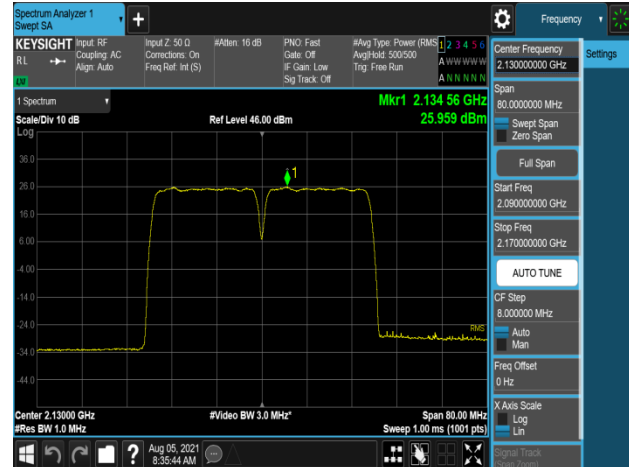 Spectrum Analyzer 1
Swept SA
Frequency
KEYSIGHT
RL
LW
Input: RF
Coupling: AC
Align: Auto
Input Z: 50 Ω
Corrections: On
Freq Ref: Int (S)
#Atten: 16 dB
PNO: Fast
Gate: Off
IF Gain: Low
Sig Track: Off
#Avg Type: Power (RMS
Avg|Hold: 500/500
Trig: Free Run
1 2 3 4 5 6
A W W W W W
A N N N N N
Settings
1 Spectrum
Scale/Div 10 dB
Log
Ref Level 46.00 dBm
Mkr1 2.134 56 GHz
25.959 dBm
36.0
26.0
16.0
6.00
-4.00
-14.0
-24.0
-34.0
-44.0
1
RMS
Center 2.13000 GHz
#Res BW 1.0 MHz
#Video BW 3.0 MHz*
Span 80.00 MHz
Sweep 1.00 ms (1001 pts)
Center Frequency
2.130000000 GHz
Span
80.0000000 MHz
Swept Span
Zero Span
Full Span
Start Freq
2.090000000 GHz
Stop Freq
2.170000000 GHz
AUTO TUNE
CF Step
8.000000 MHz
Auto
Man
Freq Offset
0 Hz
X Axis Scale
Log
Lin
Signal Track
(Span Zoom)
?
Aug 05, 2021
8:35:44 AM